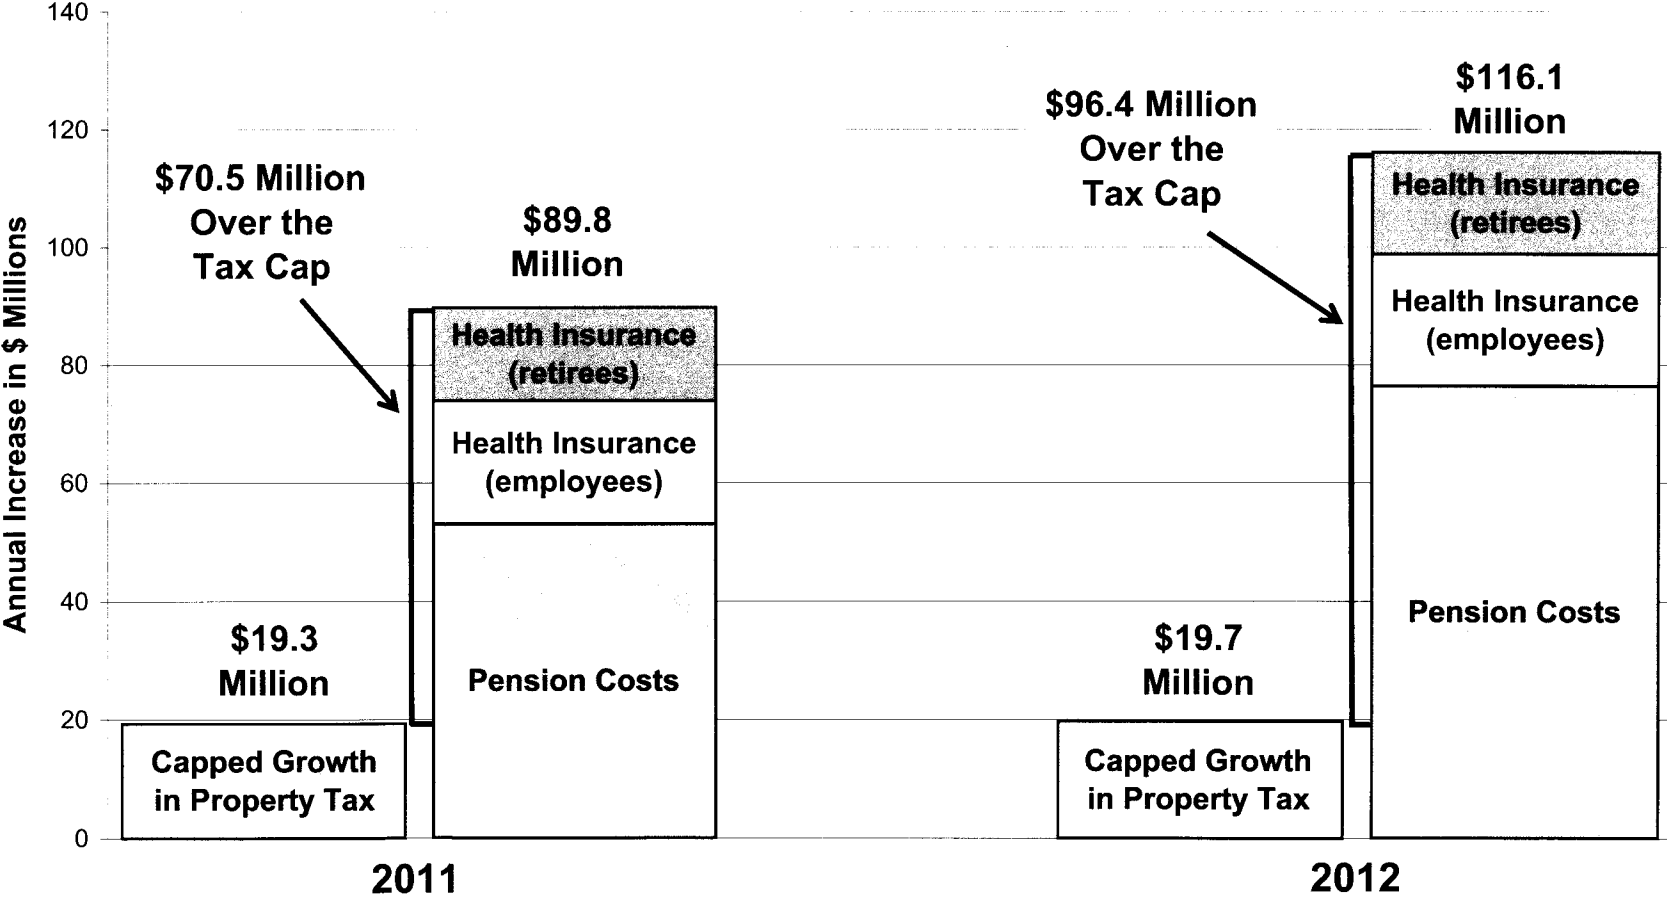 140
120
100
80
60
40
20
0
Annual Increase in $ Millions
$70.5 Million
Over the
Tax Cap
$89.8
Million
Health Insurance
(retirees)
Health Insurance
(employees)
Pension Costs
$19.3
Million
Capped Growth
in Property Tax
2011
$96.4 Million
Over the
Tax Cap
$116.1
Million
Health Insurance
(retirees)
Health Insurance
(employees)
Pension Costs
$19.7
Million
Capped Growth
in Property Tax
2012